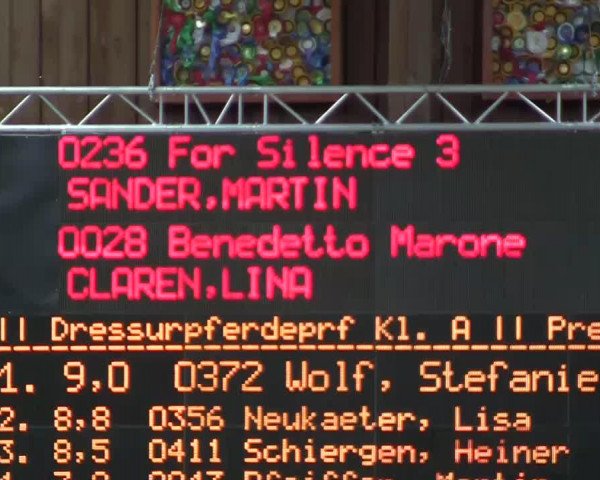 0236 For Silence 3
SANDER,MARTIN
0028 Benedetto Marone
CLAREN,LINA
|| Dressurpferdeprf Kl. A || Pre
1. 9,0 0372 Wolf, Stefanie
2. 8,8 0356 Neukaeter, Lisa
3. 8,5 0411 Schiergen, Heiner